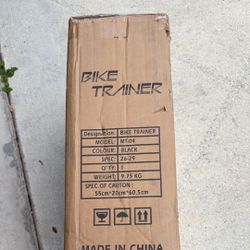 BIKE
TRAINER
Designation: BIKE TRAINER
MODEL: MT-04
COLOUR: BLACK
SPEC: 26-29
Q'TY: 1
WEIGHT: 9.75 KG
SPEC.OF CARTON:
55cm*20cm*60.5cm
MADE IN CHINA